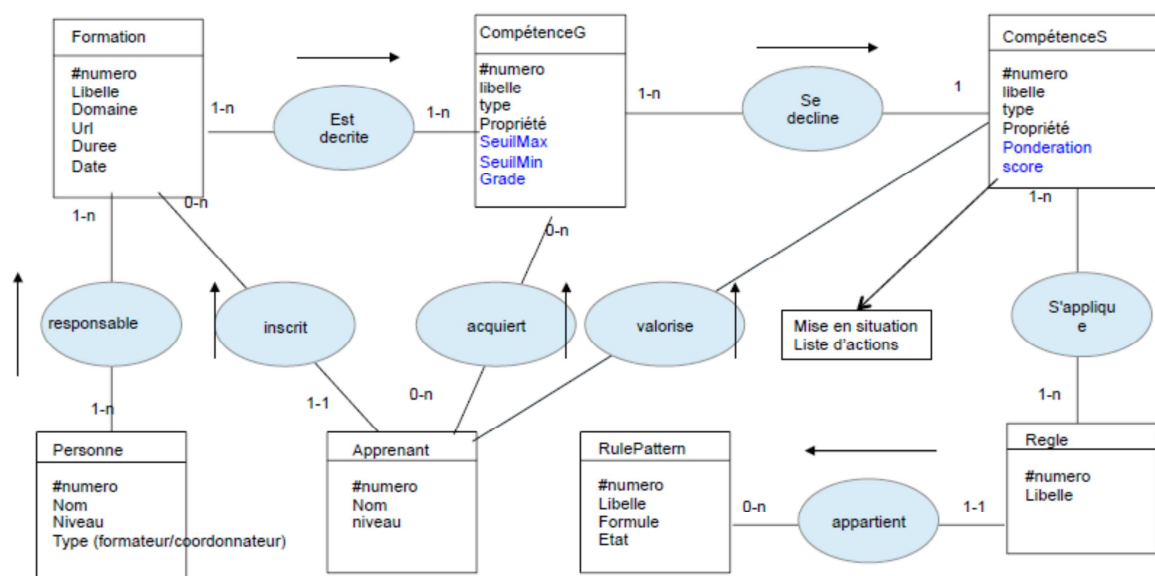 Formation
#numero
Libelle
Domaine
Url
Duree
Date
1-n
Est
decrite
1-n
CompétenceG
#numero
libelle
type
Propriété
SeuilMax
SeuilMin
Grade
1-n
Se
decline
1
CompétenceS
#numero
libelle
type
Propriété
Ponderation
score
1-n
0-n
0-n
1-n
responsable
inscrit
acquiert
valorise
Mise en situation
Liste d'actions
S'appliqu
e
1-n
1-1
0-n
1-n
Personne
#numero
Nom
Niveau
Type (formateur/coordonnateur)
Apprenant
#numero
Nom
niveau
RulePattern
#numero
Libelle
Formule
Etat
0-n
appartient
1-1
Regle
#numero
Libelle